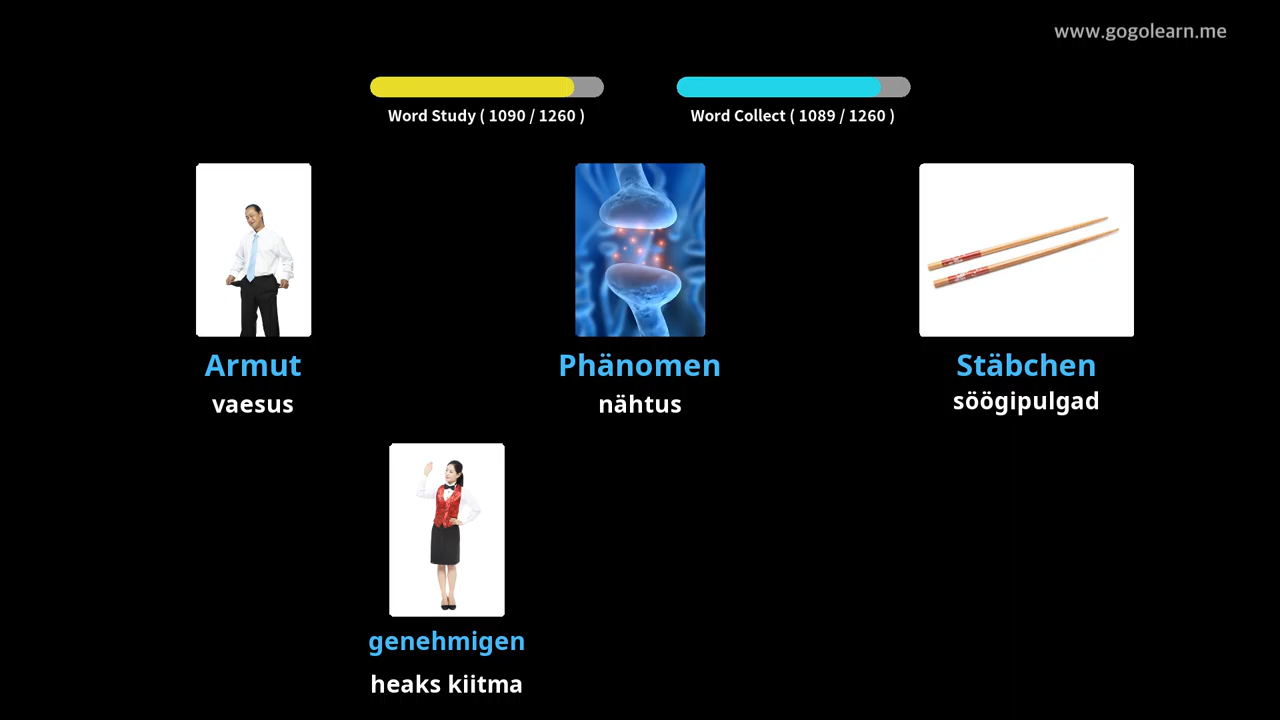 www.gogolearn.me
Word Study ( 1090 / 1260 )
Word Collect ( 1089 / 1260 )
Armut
vaesus
Phänomen
nähtus
Stäbchen
söögipulgad
genehmigen
heaks kiitma